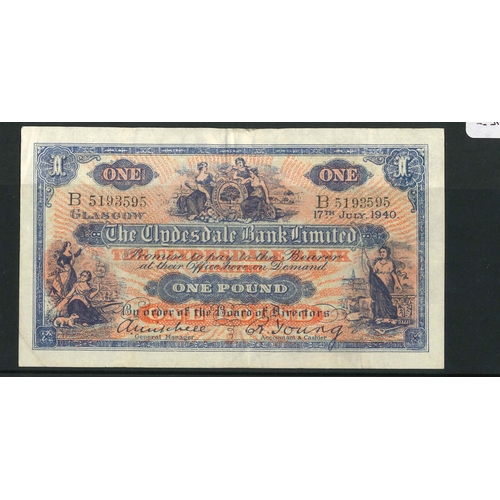 ONE ONE
B 5193595 B 5193595
GLASGOW 17TH JULY, 1940
The Clydesdale Bank Limited
Promise to pay to the Bearer
at their Office here on Demand
ONE POUND
By order of the Board of Directors
General Manager Accountant & Cashier